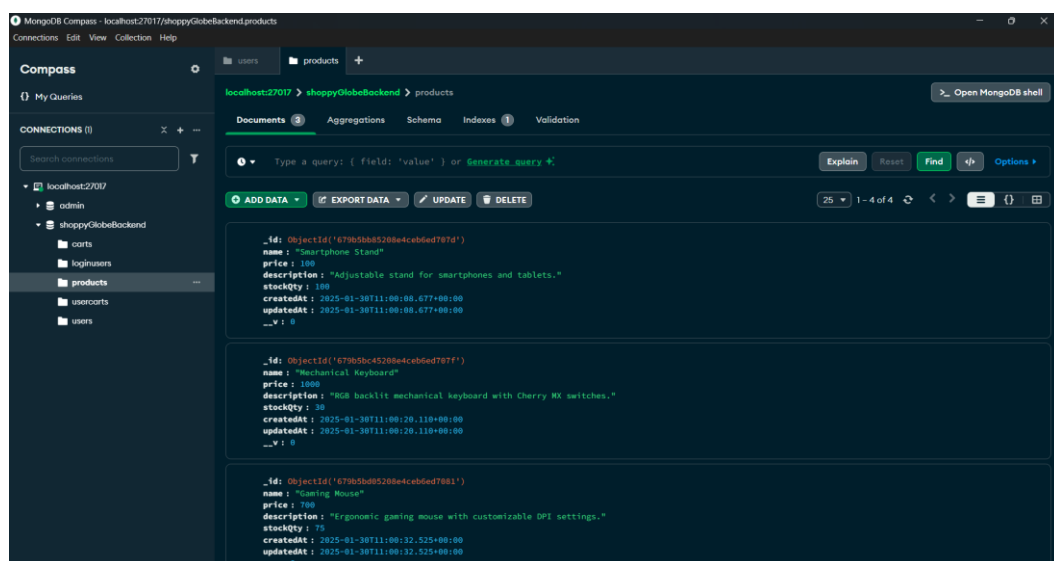 MongoDB Compass - localhost:27017/shoppyGlobeBackend.products
Connections Edit View Collection Help
Compass
{} My Queries
CONNECTIONS (1)
Search connections
localhost:27017
admin
shoppyGlobeBackend
carts
loginusers
products
usercarts
users
users
products
localhost:27017 > shoppyGlobeBackend > products
>_ Open MongoDB shell
Documents 3 Aggregations Schema Indexes 1 Validation
Type a query: { field: 'value' } or Generate query
Explain Reset Find </> Options
ADD DATA EXPORT DATA UPDATE DELETE
25 1 - 4 of 4 {}
_id: ObjectId('679b5bb85208e4ceb6ed707d')
name : "Smartphone Stand"
price : 100
description : "Adjustable stand for smartphones and tablets."
stockQty : 100
createdAt : 2025-01-30T11:00:08.677+00:00
updatedAt : 2025-01-30T11:00:08.677+00:00
__v : 0
_id: ObjectId('679b5bc45208e4ceb6ed707f')
name : "Mechanical Keyboard"
price : 1000
description : "RGB backlit mechanical keyboard with Cherry MX switches."
stockQty : 30
createdAt : 2025-01-30T11:00:20.110+00:00
updatedAt : 2025-01-30T11:00:20.110+00:00
__v : 0
_id: ObjectId('679b5bd05208e4ceb6ed7081')
name : "Gaming Mouse"
price : 700
description : "Ergonomic gaming mouse with customizable DPI settings."
stockQty : 75
createdAt : 2025-01-30T11:00:32.525+00:00
updatedAt : 2025-01-30T11:00:32.525+00:00